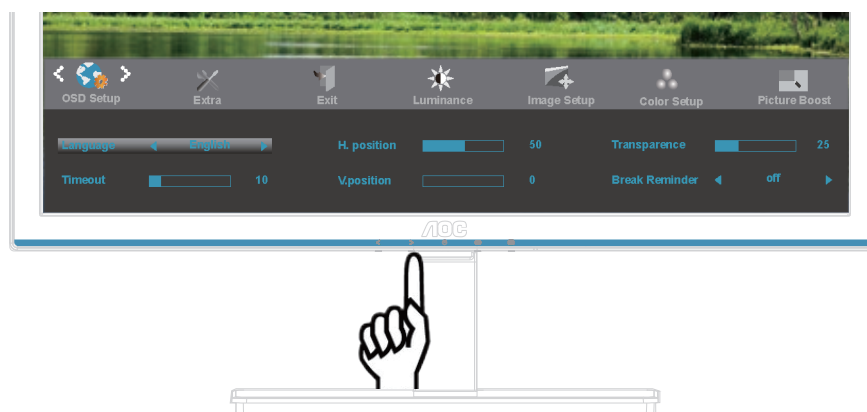 OSD Setup Extra Exit Luminance Image Setup Color Setup Picture Boost
Language English H. position 50 Transparence 25
Timeout 10 V.position 0 Break Reminder off
AOC